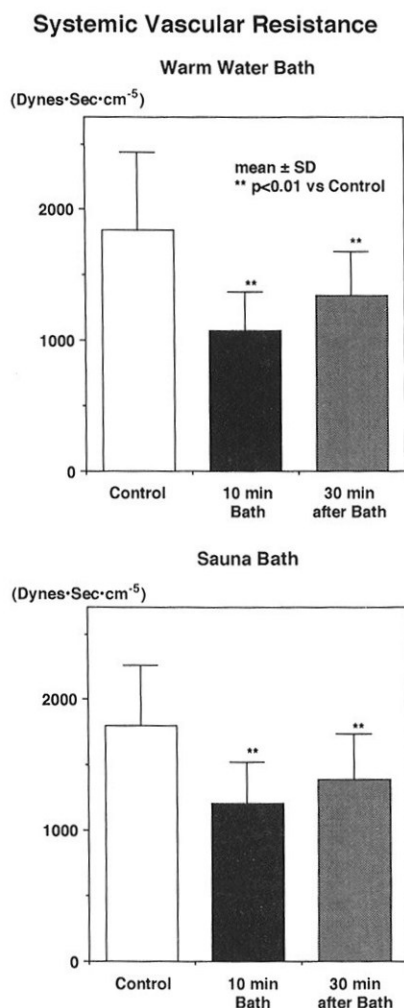 Systemic Vascular Resistance
Warm Water Bath
(Dynes•Sec•cm-5)
mean ± SD
** p<0.01 vs Control
2000
**
**
1000
0
Control
10 min
Bath
30 min
after Bath
Sauna Bath
(Dynes•Sec•cm-5)
2000
**
**
1000
0
Control
10 min
Bath
30 min
after Bath